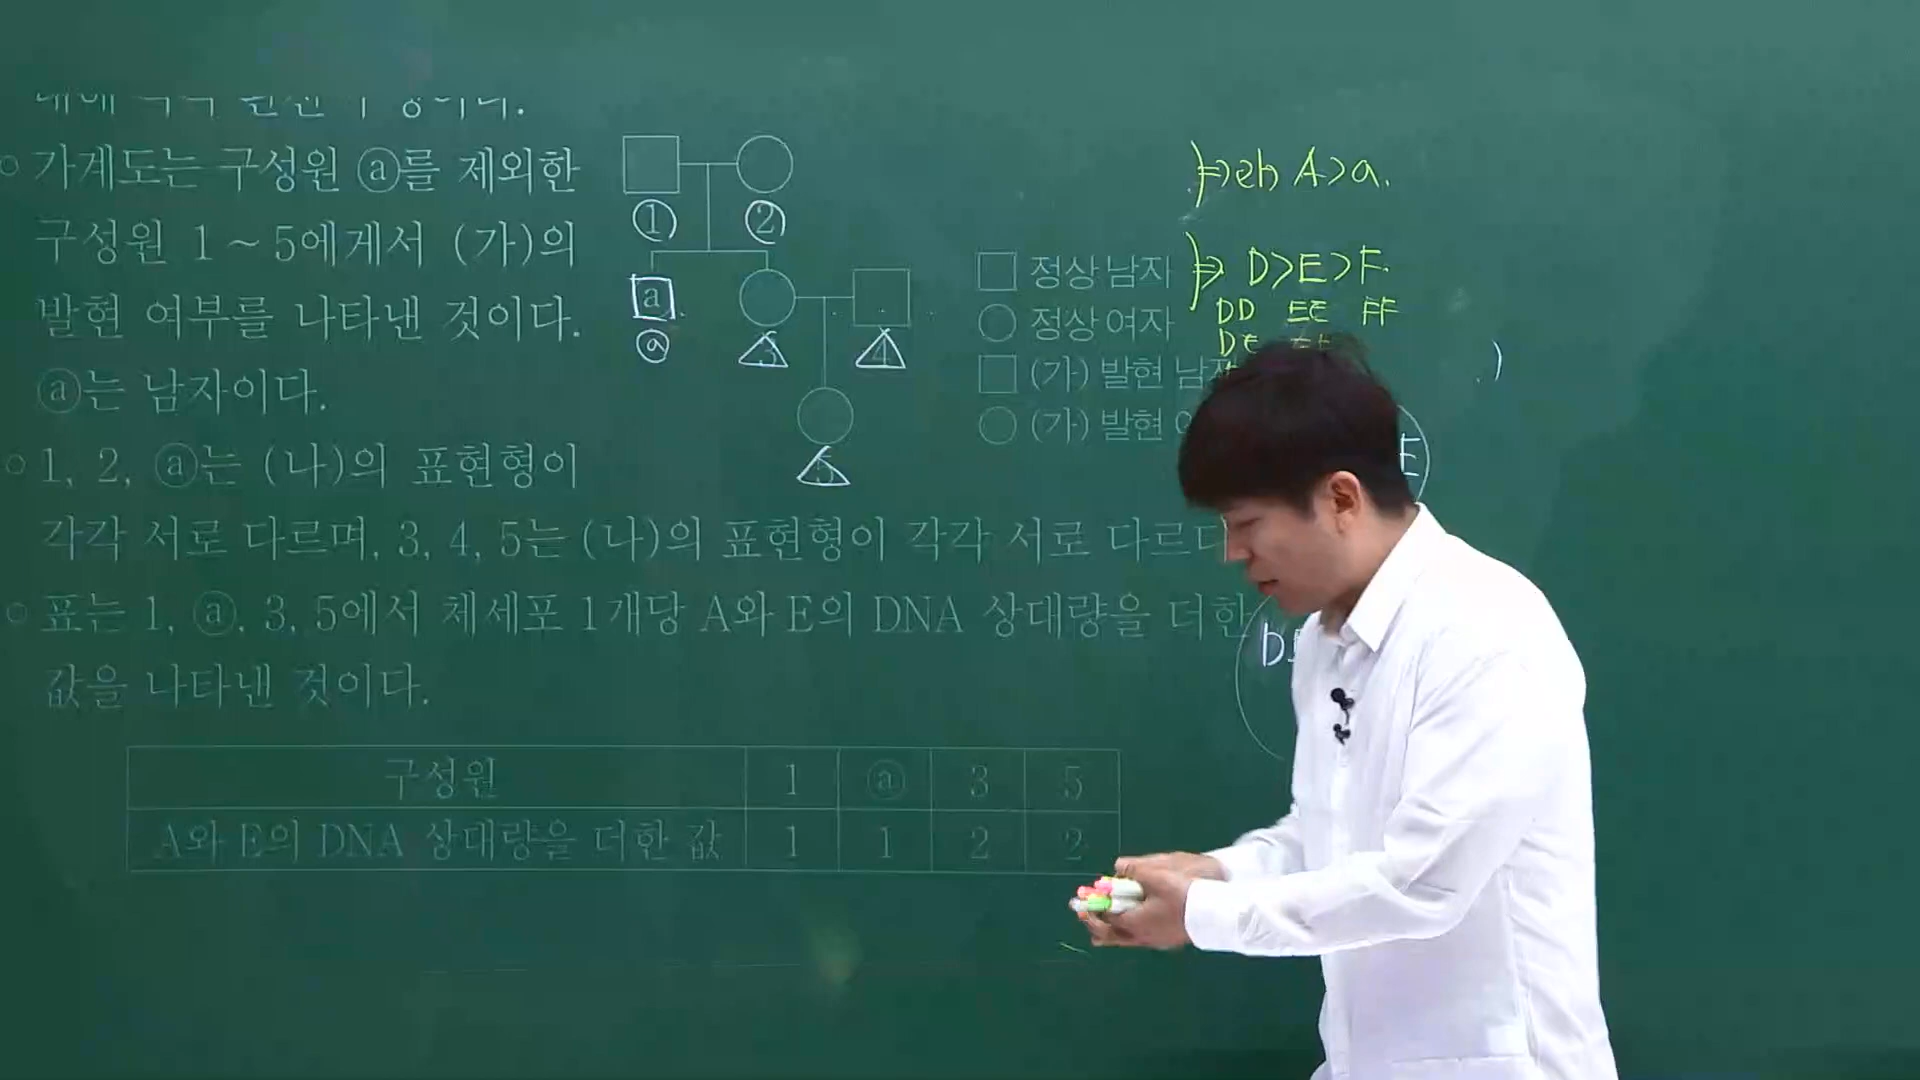 가계도는 구성원 ⓐ를 제외한
구성원 1 ~ 5에게서 (가)의
발현 여부를 나타낸 것이다.
ⓐ는 남자이다.
1, 2, ⓐ는 (나)의 표현형이
각각 서로 다르며, 3, 4, 5는 (나)의 표현형이 각각 서로 다르다
표는 1, ⓐ, 3, 5에서 체세포 1개당 A와 E의 DNA 상대량을 더한
값을 나타낸 것이다.
구성원 1 ⓐ 3 5
A와 E의 DNA 상대량을 더한 값 1 1 2 2
1 2
a
ⓐ 3 4
5
정상 남자
정상 여자
(가) 발현 남자
(가) 발현
A>a.
D>E>F.
DD EE FF
DE EF
E
D